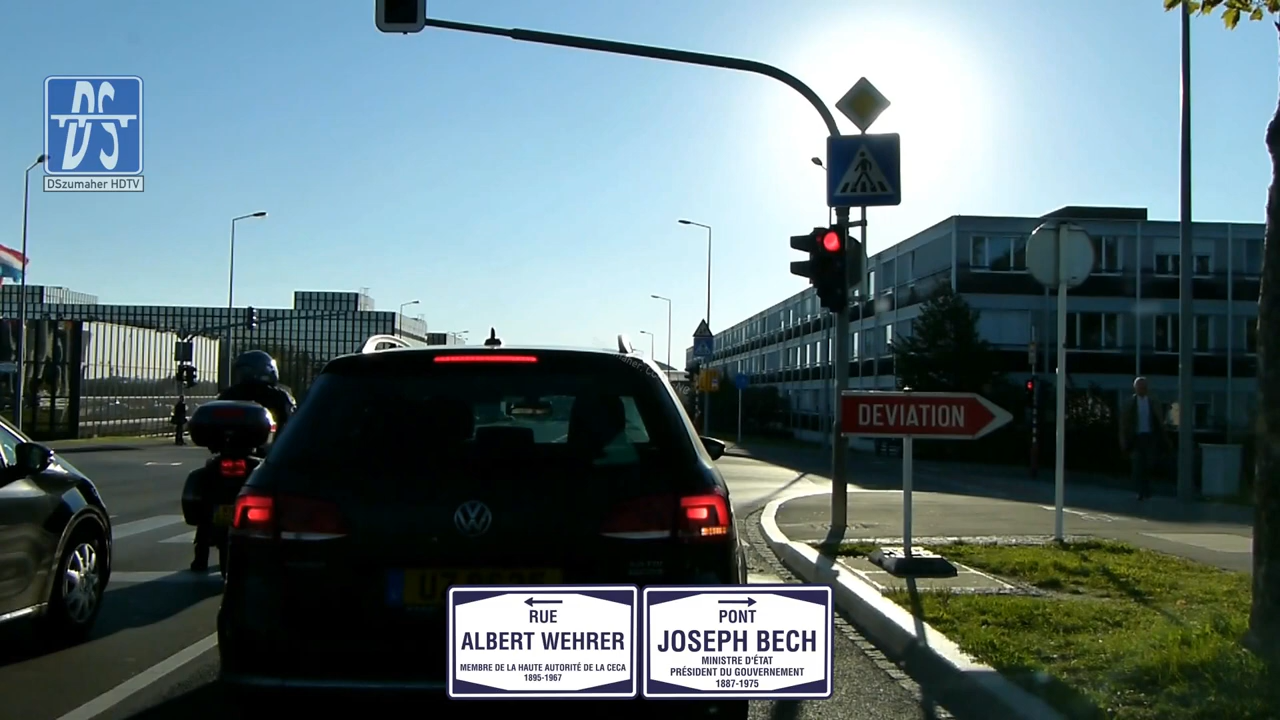 DS
DSzumaher HDTV
DEVIATION
RUE
ALBERT WEHRER
MEMBRE DE LA HAUTE AUTORITÉ DE LA CECA
1895-1967
PONT
JOSEPH BECH
MINISTRE D'ÉTAT
PRÉSIDENT DU GOUVERNEMENT
1887-1975